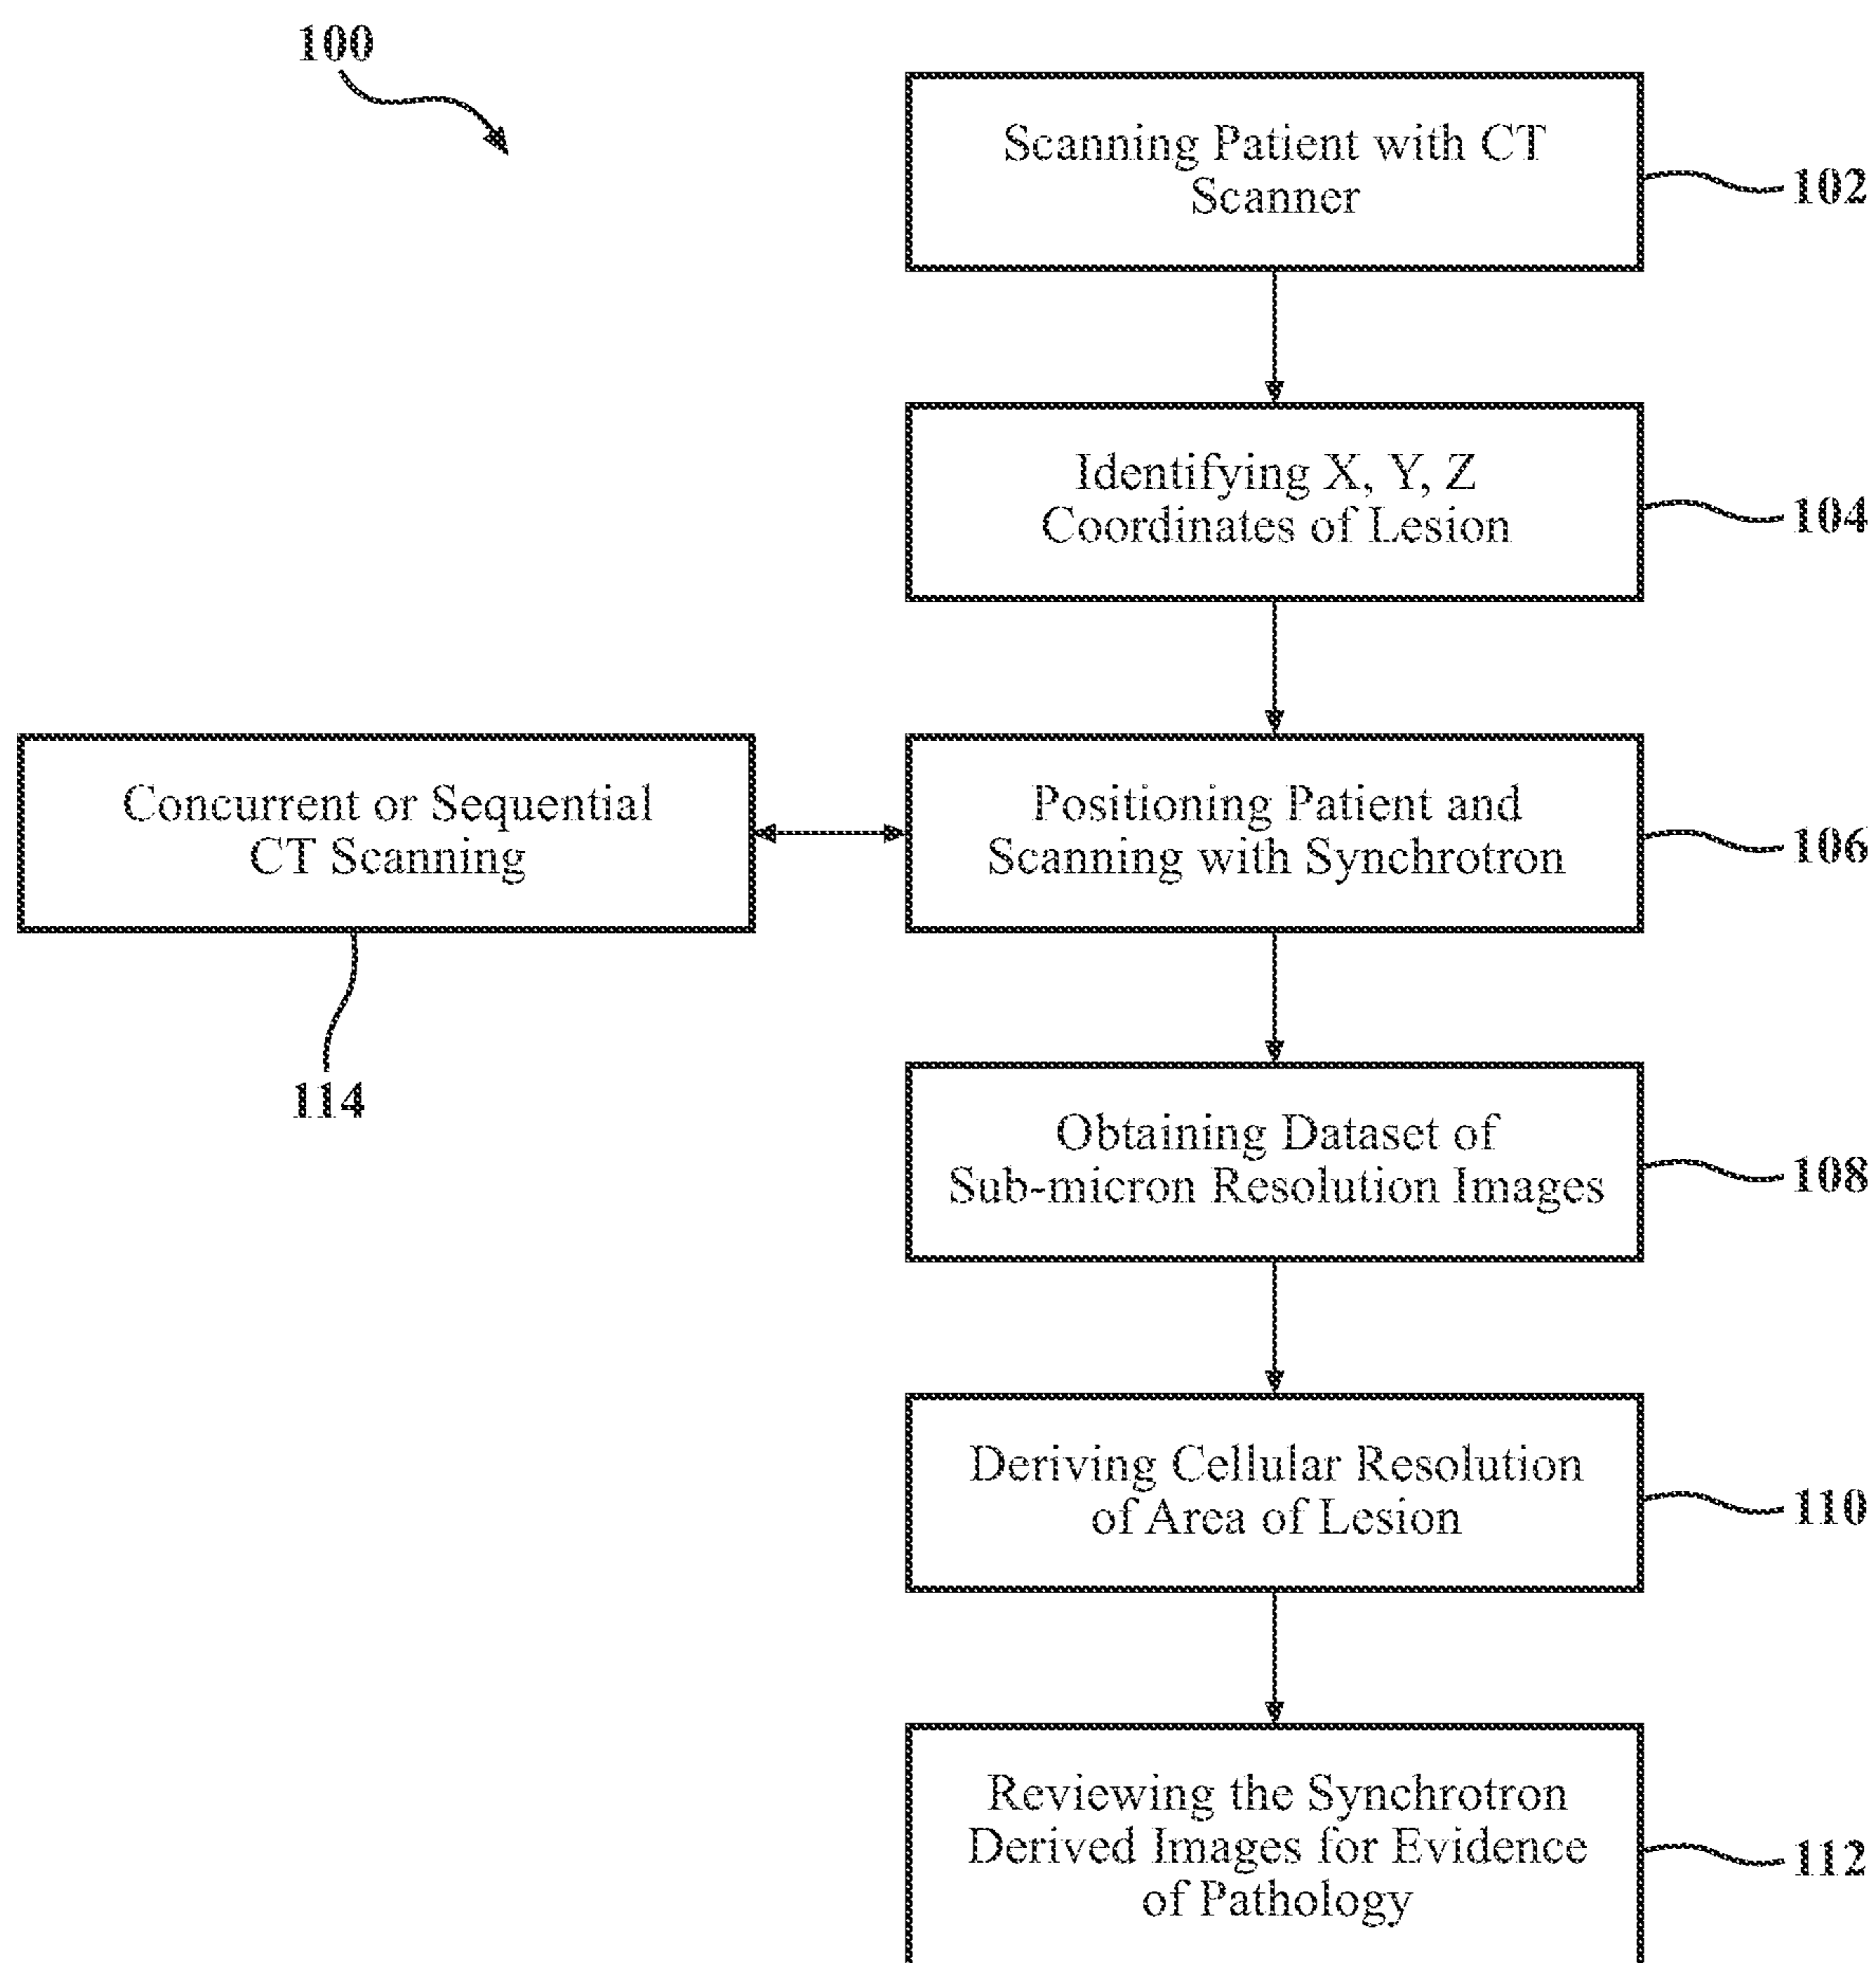 100
Scanning Patient with CT
Scanner
102
Identifying X, Y, Z
Coordinates of Lesion
104
Concurrent or Sequential
CT Scanning
114
Positioning Patient and
Scanning with Synchrotron
106
Obtaining Dataset of
Sub-micron Resolution Images
108
Deriving Cellular Resolution
of Area of Lesion
110
Reviewing the Synchrotron
Derived Images for Evidence
of Pathology
112